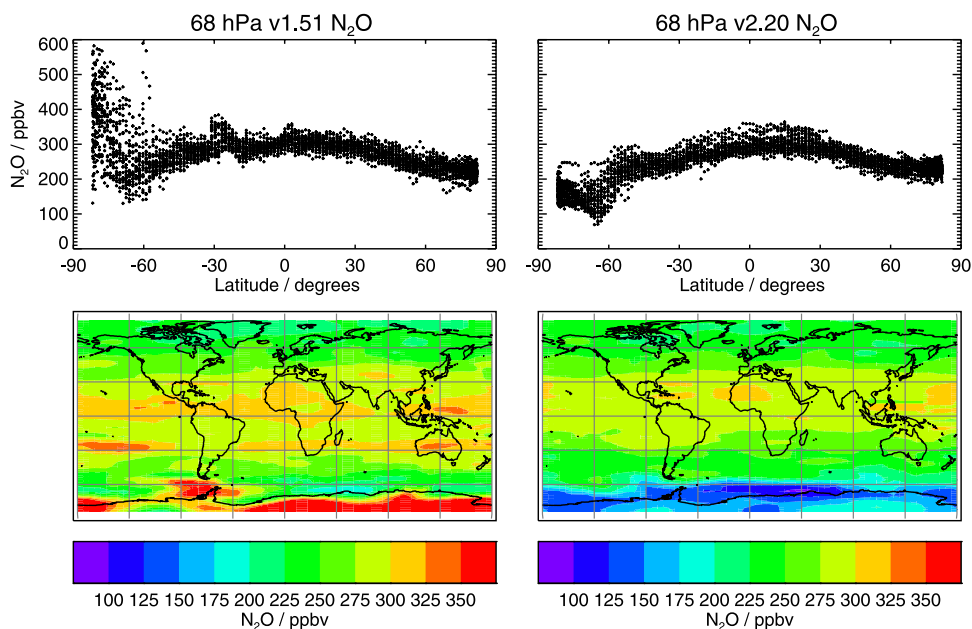 68 hPa v1.51 N₂O
68 hPa v2.20 N₂O
600
500
400
300
200
100
0
N₂O / ppbv
-90 -60 -30 0 30 60 90
Latitude / degrees
-90 -60 -30 0 30 60 90
Latitude / degrees
100 125 150 175 200 225 250 275 300 325 350
N₂O / ppbv
100 125 150 175 200 225 250 275 300 325 350
N₂O / ppbv